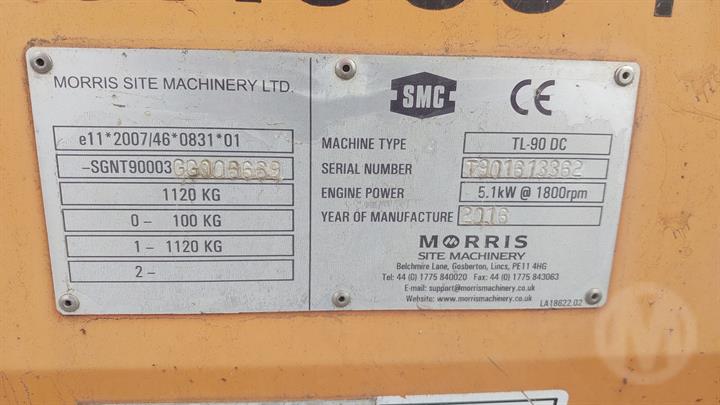 MORRIS SITE MACHINERY LTD.
e11*2007/46*0831*01
-SGNT90003GG006689
1120 KG
0- 100 KG
1- 1120 KG
2-
SMC CE
MACHINE TYPE TL-90 DC
SERIAL NUMBER T901613362
ENGINE POWER 5.1kW @ 1800rpm
YEAR OF MANUFACTURE 2016
MORRIS
SITE MACHINERY
Belchmire Lane, Gosberton, Lincs, PE11 4HG
Tel: 44 (0) 1775 840020 Fax: 44 (0) 1775 843063
E-mail: support@morrismachinery.co.uk
Website: www.morrismachinery.co.uk
LA18622.02
M